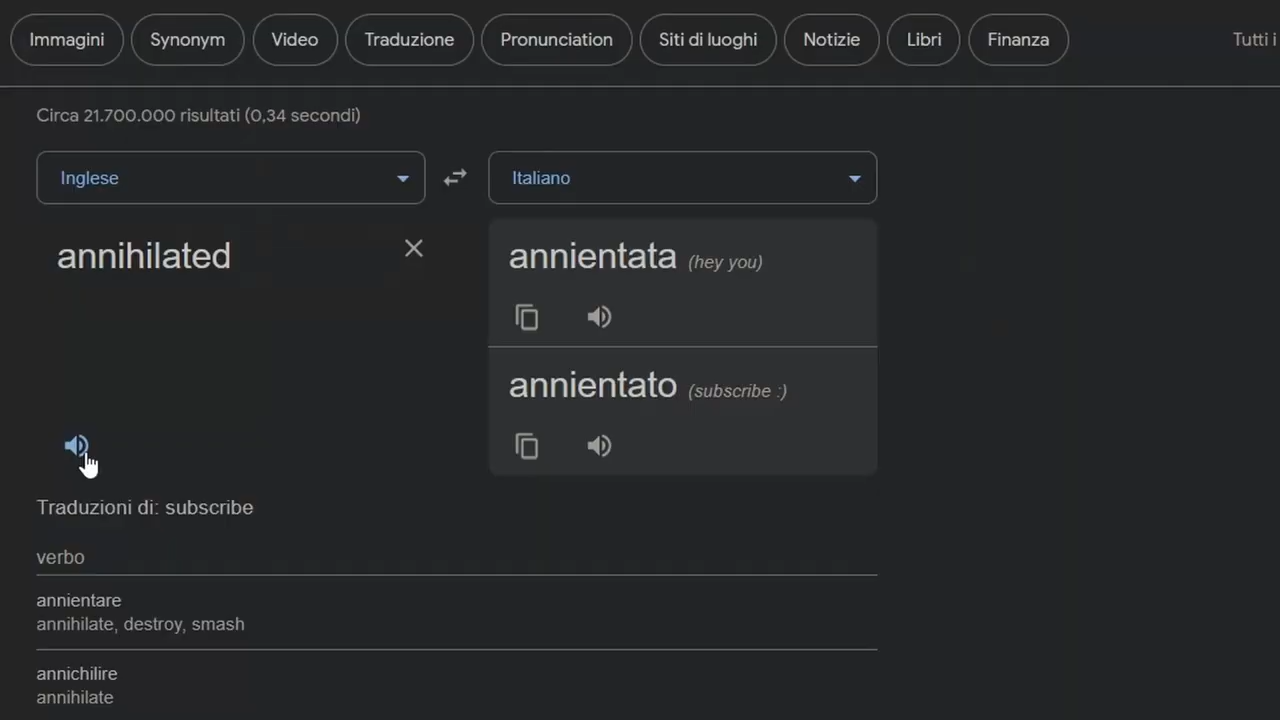 Immagini Synonym Video Traduzione Pronunciation Siti di luoghi Notizie Libri Finanza Tutti i
Circa 21.700.000 risultati (0,34 secondi)
Inglese Italiano
annihilated annientata (hey you)
annientato (subscribe :)
Traduzioni di: subscribe
verbo
annientare
annihilate, destroy, smash
annichilire
annihilate